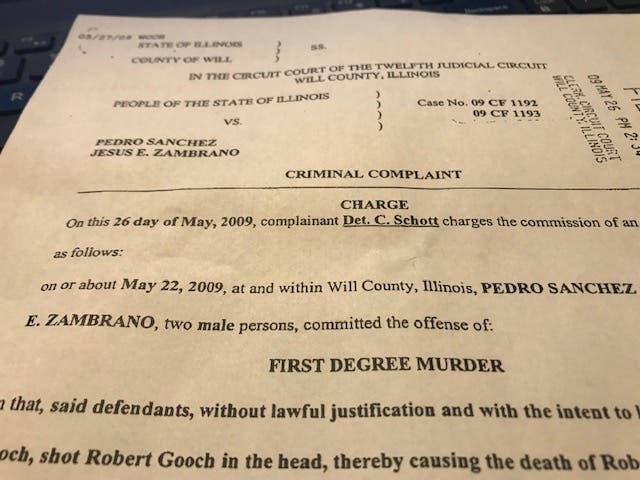 05/27/09 WCCH
STATE OF ILLINOIS ) SS.
COUNTY OF WILL )
IN THE CIRCUIT COURT OF THE TWELFTH JUDICIAL CIRCUIT
WILL COUNTY, ILLINOIS
PEOPLE OF THE STATE OF ILLINOIS )
VS. )
Case No. 09 CF 1192
09 CF 1193
PEDRO SANCHEZ
JESUS E. ZAMBRANO
09 MAY 26 PM 2:34
CLERK, CIRCUIT COURT
WILL COUNTY, ILLINOIS
CRIMINAL COMPLAINT
CHARGE
On this 26 day of May, 2009, complainant Det. C. Schott charges the commission of an
as follows:
on or about May 22, 2009, at and within Will County, Illinois, PEDRO SANCHEZ
E. ZAMBRANO, two male persons, committed the offense of:
FIRST DEGREE MURDER
that, said defendants, without lawful justification and with the intent to
och, shot Robert Gooch in the head, thereby causing the death of Rob